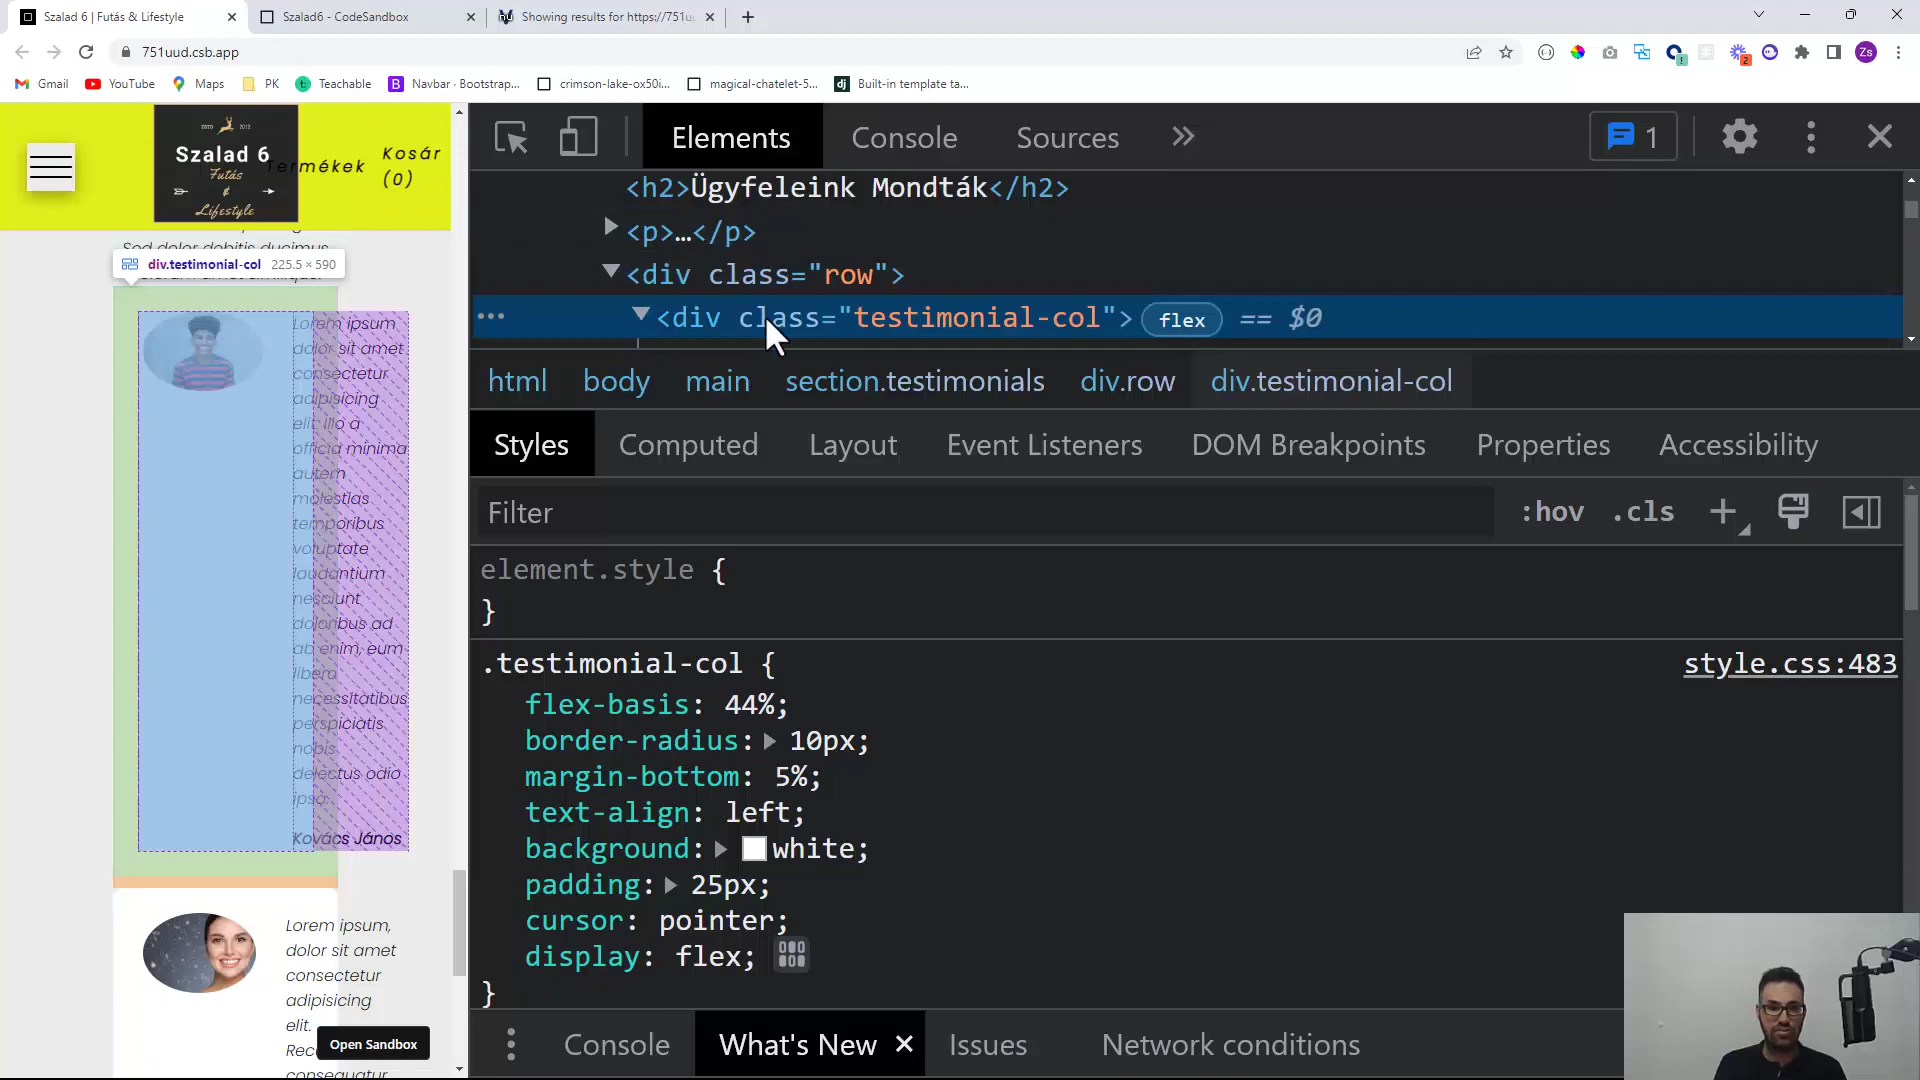 Szalad 6 | Futás & Lifestyle
Szalad6 - CodeSandbox
Showing results for https://751u
751uud.csb.app
Zs
Gmail
YouTube
Maps
PK
Teachable
Navbar · Bootstrap...
crimson-lake-ox50i...
magical-chatelet-5...
Built-in template ta...
ESTD 2012
Szalad 6
Futás
&
Lifestyle
Termékek
Kosár
(0)
Sed dolor debitis ducimus
div.testimonial-col 225.5 × 590
Lorem ipsum
dolor sit amet
consectetur
adipisicing
elit. Illo a
officia minima
autem
molestias
temporibus
voluptate
laudantium
nesciunt
doloribus ad
ab enim, eum
libero
necessitatibus
perspiciatis
nobis
delectus odio
ipsa.
Kovács János
Lorem ipsum,
dolor sit amet
consectetur
adipisicing
elit.
Open Sandbox
Elements
Console
Sources
1
<h2>Ügyfeleink Mondták</h2>
<p>…</p>
<div class="row">
<div class="testimonial-col"> flex == $0
html body main section.testimonials div.row div.testimonial-col
Styles
Computed
Layout
Event Listeners
DOM Breakpoints
Properties
Accessibility
Filter
:hov .cls
element.style {
}
.testimonial-col {
style.css:483
flex-basis: 44%;
border-radius: 10px;
margin-bottom: 5%;
text-align: left;
background: white;
padding: 25px;
cursor: pointer;
display: flex;
}
Console
What's New
Issues
Network conditions